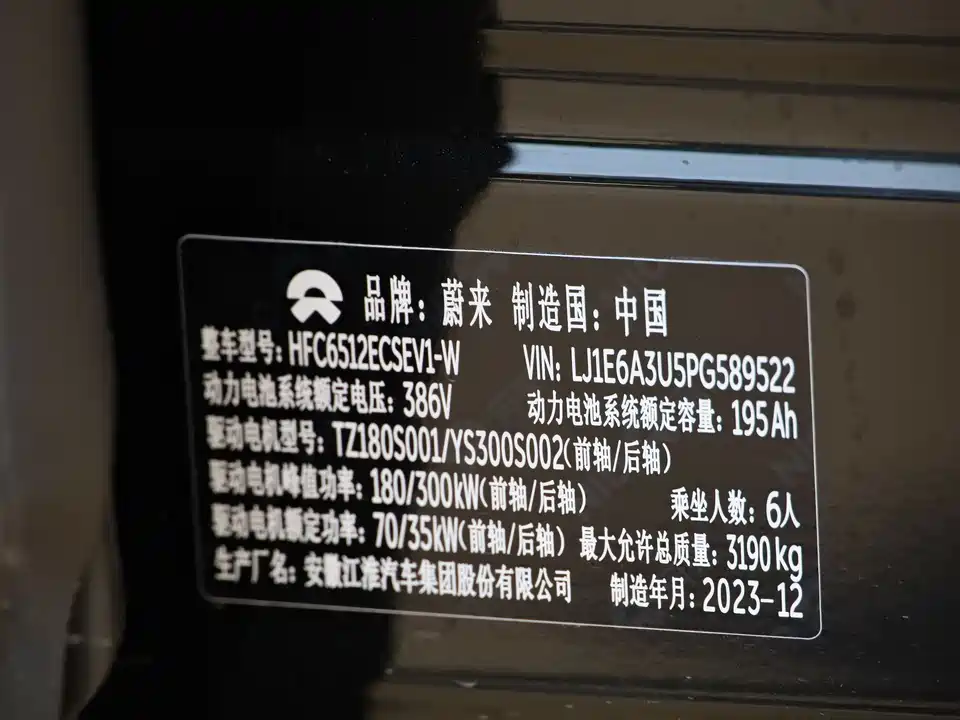 品牌：蔚来 制造国：中国
整车型号：HFC6512ECSEV1-W VIN：LJ1E6A3U5PG589522
动力电池系统额定电压：386V 动力电池系统额定容量：195Ah
驱动电机型号：TZ180S001/YS300S002(前轴/后轴)
驱动电机峰值功率：180/300kW(前轴/后轴) 乘坐人数：6人
驱动电机额定功率：70/35kW(前轴/后轴) 最大允许总质量：3190kg
生产厂名：安徽江淮汽车集团股份有限公司 制造年月：2023-12